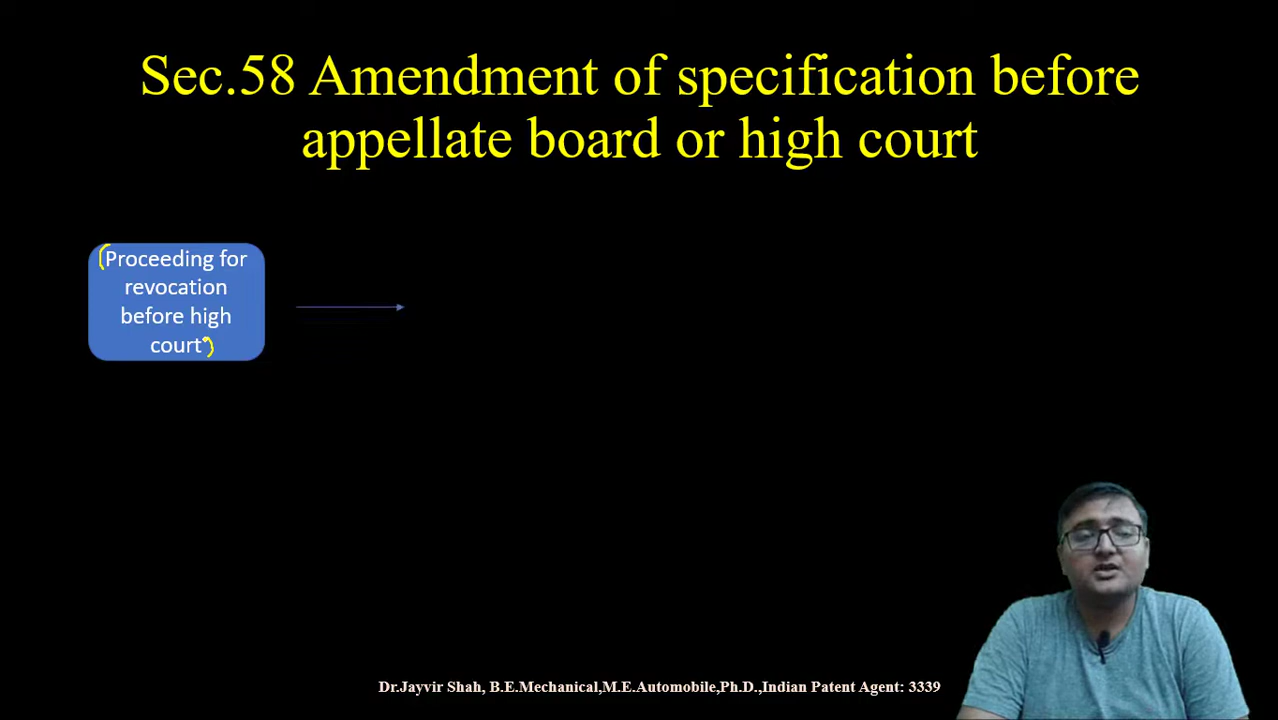 Sec.58 Amendment of specification before
appellate board or high court
(Proceeding for
revocation
before high
court)
Dr.Jayvir Shah, B.E.Mechanical,M.E.Automobile,Ph.D.,Indian Patent Agent: 3339